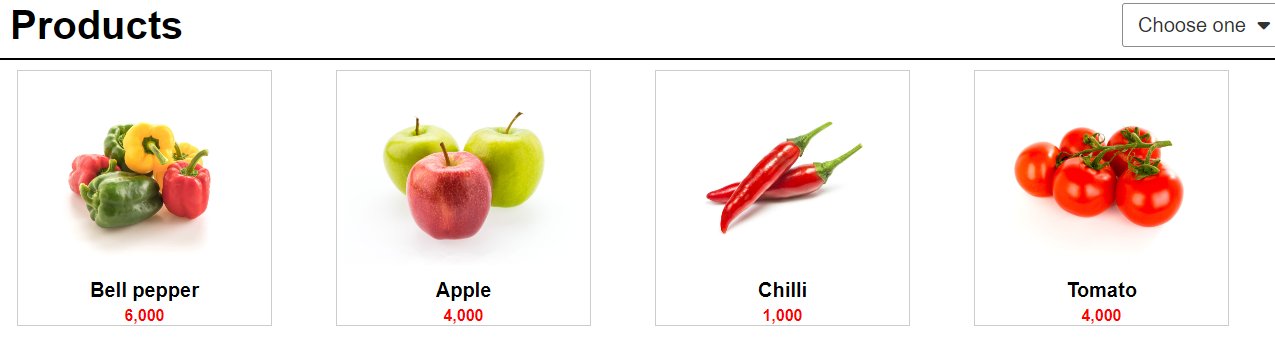 Products
Choose one
Bell pepper
6,000
Apple
4,000
Chilli
1,000
Tomato
4,000